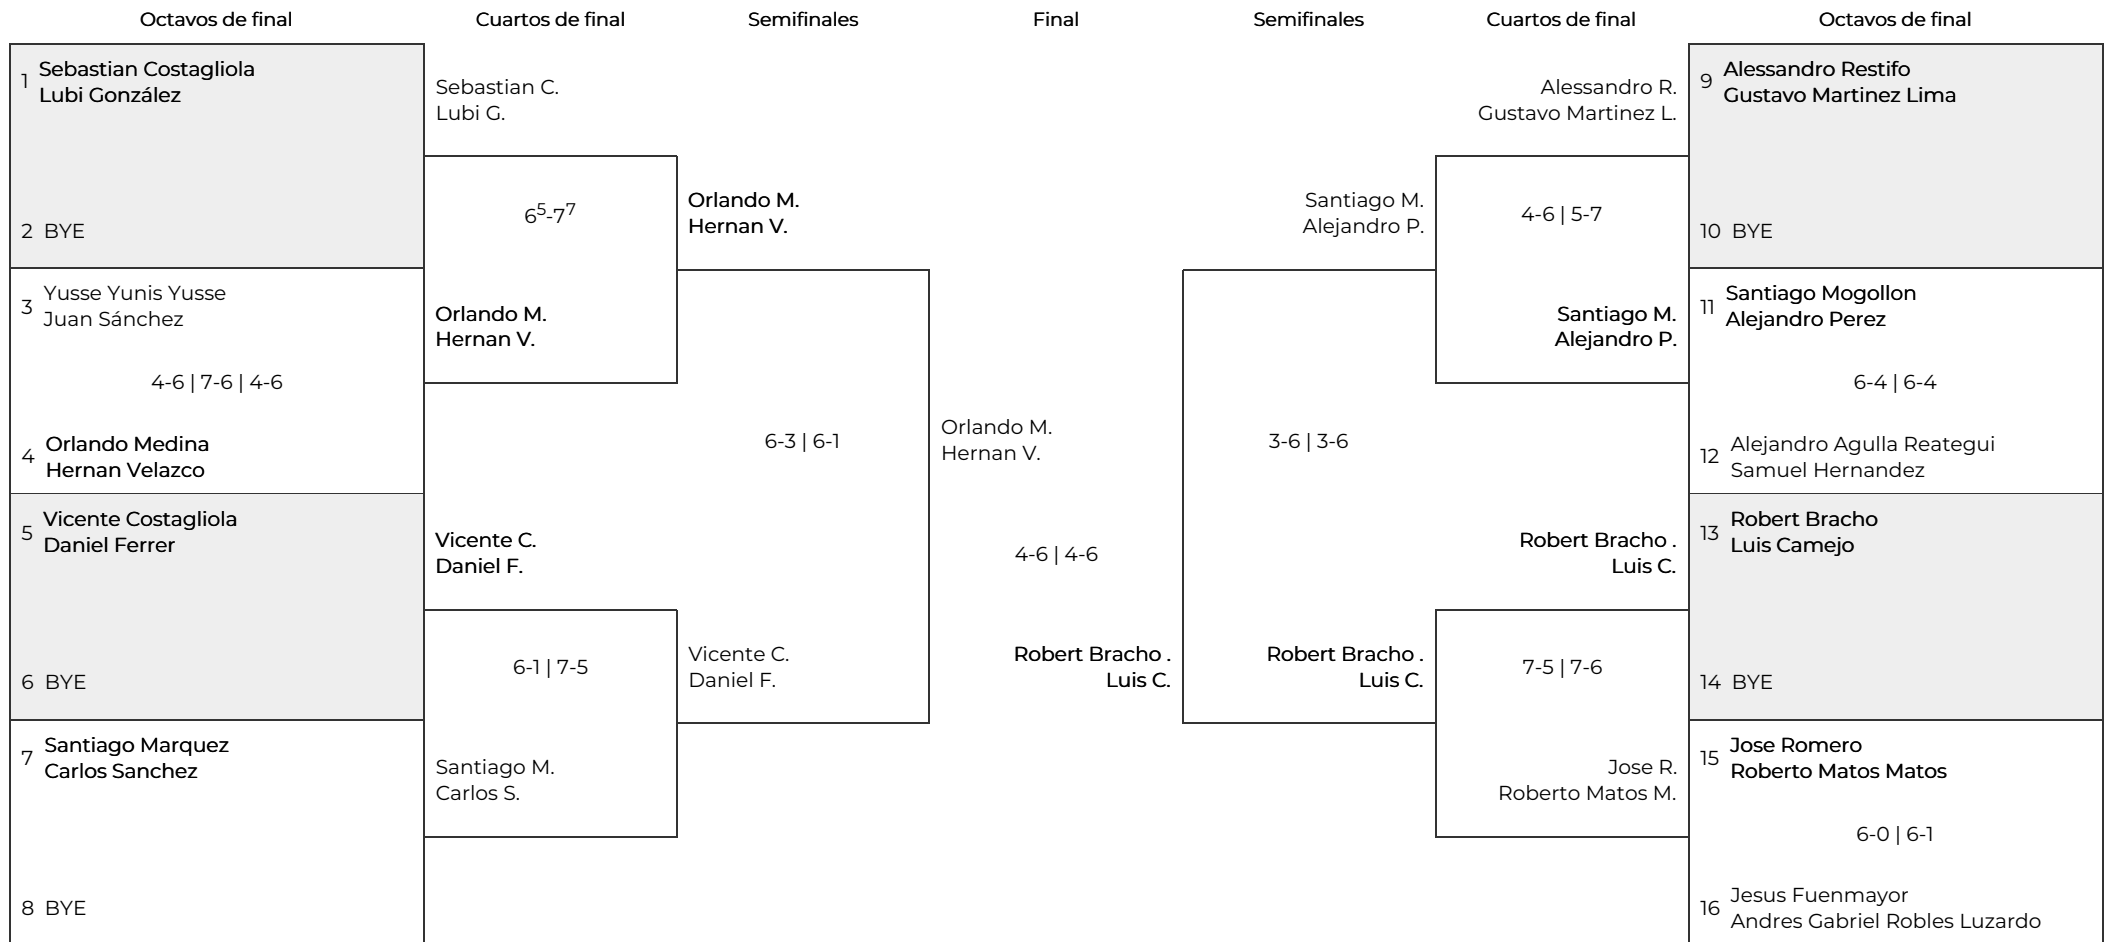 Octavos de final
Cuartos de final
Semifinales
Final
Semifinales
Cuartos de final
Octavos de final
1
Sebastian Costagliola
Lubi González
2 BYE
3
Yusse Yunis Yusse
Juan Sánchez
4-6 | 7-6 | 4-6
4
Orlando Medina
Hernan Velazco
5
Vicente Costagliola
Daniel Ferrer
6 BYE
7
Santiago Marquez
Carlos Sanchez
8 BYE
Sebastian C.
Lubi G.
6⁵-7⁷
Orlando M.
Hernan V.
Vicente C.
Daniel F.
6-1 | 7-5
Santiago M.
Carlos S.
Orlando M.
Hernan V.
6-3 | 6-1
Vicente C.
Daniel F.
Orlando M.
Hernan V.
4-6 | 4-6
Robert Bracho .
Luis C.
Santiago M.
Alejandro P.
3-6 | 3-6
Robert Bracho .
Luis C.
Alessandro R.
Gustavo Martinez L.
4-6 | 5-7
Santiago M.
Alejandro P.
Robert Bracho .
Luis C.
7-5 | 7-6
Jose R.
Roberto Matos M.
9
Alessandro Restifo
Gustavo Martinez Lima
10 BYE
11
Santiago Mogollon
Alejandro Perez
6-4 | 6-4
12
Alejandro Agulla Reategui
Samuel Hernandez
13
Robert Bracho
Luis Camejo
14 BYE
15
Jose Romero
Roberto Matos Matos
6-0 | 6-1
16
Jesus Fuenmayor
Andres Gabriel Robles Luzardo